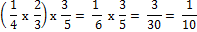 (1/4 x 2/3) x 3/5 = 1/6 x 3/5 = 3/30 = 1/10